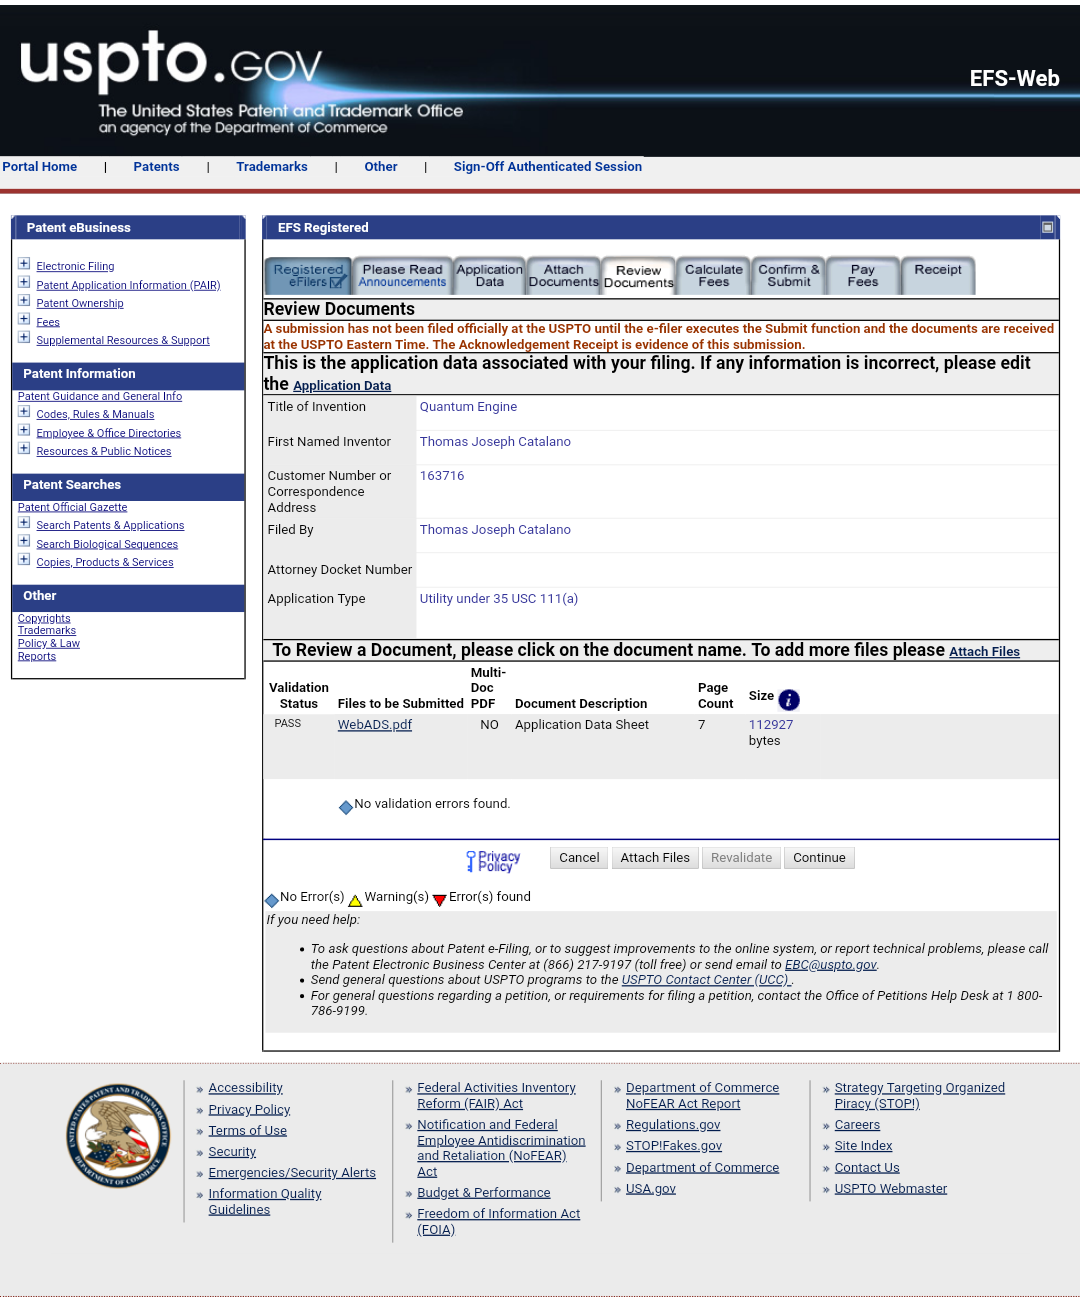 uspto.GOV
The United States Patent and Trademark Office
an agency of the Department of Commerce
EFS-Web
Portal Home | Patents | Trademarks | Other | Sign-Off Authenticated Session
Patent eBusiness
Electronic Filing
Patent Application Information (PAIR)
Patent Ownership
Fees
Supplemental Resources & Support
Patent Information
Patent Guidance and General Info
Codes, Rules & Manuals
Employee & Office Directories
Resources & Public Notices
Patent Searches
Patent Official Gazette
Search Patents & Applications
Search Biological Sequences
Copies, Products & Services
Other
Copyrights
Trademarks
Policy & Law
Reports
EFS Registered
Registered eFilers
Please Read Announcements
Application Data
Attach Documents
Review Documents
Calculate Fees
Confirm & Submit
Pay Fees
Receipt
Review Documents
A submission has not been filed officially at the USPTO until the e-filer executes the Submit function and the documents are received
at the USPTO Eastern Time. The Acknowledgement Receipt is evidence of this submission.
This is the application data associated with your filing. If any information is incorrect, please edit
the Application Data
Title of Invention Quantum Engine
First Named Inventor Thomas Joseph Catalano
Customer Number or 163716
Correspondence
Address
Filed By Thomas Joseph Catalano
Attorney Docket Number
Application Type Utility under 35 USC 111(a)
To Review a Document, please click on the document name. To add more files please Attach Files
Validation Status
Files to be Submitted
Multi-Doc PDF
Document Description
Page Count
Size i
PASS WebADS.pdf NO Application Data Sheet 7 112927
bytes
No validation errors found.
Privacy Policy
Cancel Attach Files Revalidate Continue
No Error(s) Warning(s) Error(s) found
If you need help:
• To ask questions about Patent e-Filing, or to suggest improvements to the online system, or report technical problems, please call
the Patent Electronic Business Center at (866) 217-9197 (toll free) or send email to EBC@uspto.gov.
• Send general questions about USPTO programs to the USPTO Contact Center (UCC) .
• For general questions regarding a petition, or requirements for filing a petition, contact the Office of Petitions Help Desk at 1 800-
786-9199.
UNITED STATES PATENT AND TRADEMARK OFFICE
DEPARTMENT OF COMMERCE
» Accessibility
» Privacy Policy
» Terms of Use
» Security
» Emergencies/Security Alerts
» Information Quality
Guidelines
» Federal Activities Inventory
Reform (FAIR) Act
» Notification and Federal
Employee Antidiscrimination
and Retaliation (NoFEAR)
Act
» Budget & Performance
» Freedom of Information Act
(FOIA)
» Department of Commerce
NoFEAR Act Report
» Regulations.gov
» STOP!Fakes.gov
» Department of Commerce
» USA.gov
» Strategy Targeting Organized
Piracy (STOP!)
» Careers
» Site Index
» Contact Us
» USPTO Webmaster